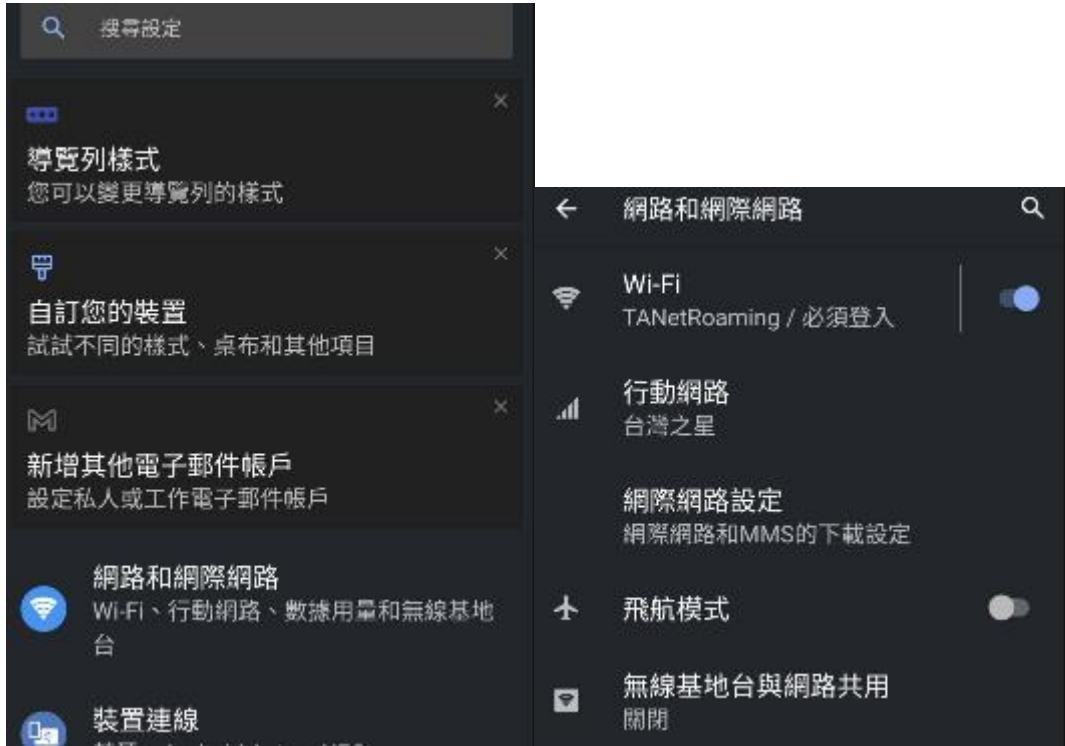 搜尋設定
導覽列樣式
您可以變更導覽列的樣式
自訂您的裝置
試試不同的樣式、桌布和其他項目
新增其他電子郵件帳戶
設定私人或工作電子郵件帳戶
網路和網際網路
Wi-Fi、行動網路、數據用量和無線基地
台
裝置連線
網路和網際網路
Wi-Fi
TANetRoaming / 必須登入
行動網路
台灣之星
網際網路設定
網際網路和MMS的下載設定
飛航模式
無線基地台與網路共用
關閉